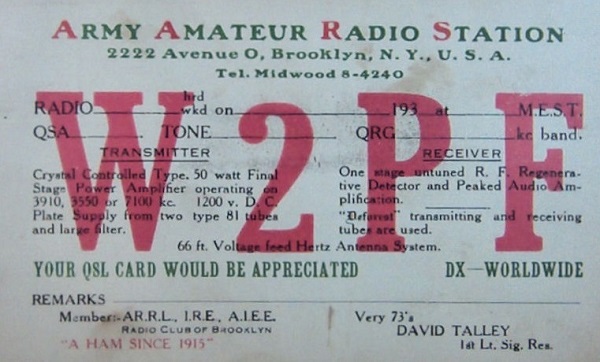 ARMY AMATEUR RADIO STATION
2222 Avenue O, Brooklyn, N. Y., U. S. A.
Tel. Midwood 8-4240
W2PF
RADIO hrd wkd on 193 at M.E.S.T.
QSA TONE QRG kc band.
TRANSMITTER
Crystal Controlled Type. 50 watt Final
Stage Power Amplifier operating on
3910, 3550 or 7100 kc. 1200 v. D. C.
Plate Supply from two type 81 tubes
and large filter.
RECEIVER
One stage untuned R. F. Regenera-
tive Detector and Peaked Audio Am-
plification.
"Deforest" transmitting and receiving
tubes are used.
66 ft. Voltage feed Hertz Antenna System.
YOUR QSL CARD WOULD BE APPRECIATED DX—WORLDWIDE
REMARKS
Member:-A.R.R.L., I.R.E., A.I.E.E.
RADIO CLUB OF BROOKLYN
"A HAM SINCE 1915"
Very 73's
DAVID TALLEY
1st Lt. Sig. Res.